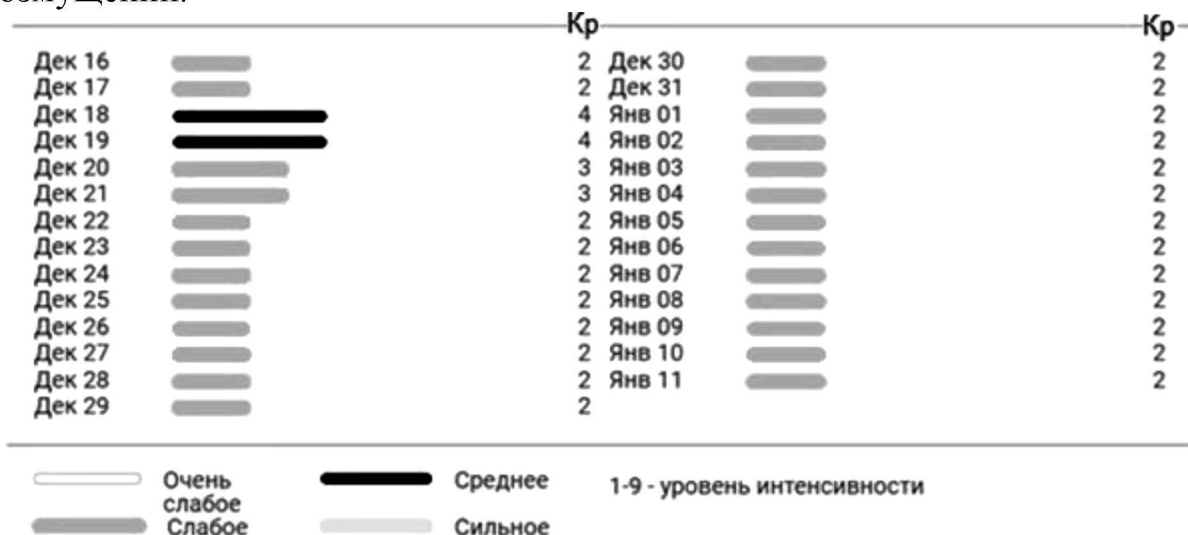 Kp Kp
Дек 16 2 Дек 30 2
Дек 17 2 Дек 31 2
Дек 18 4 Янв 01 2
Дек 19 4 Янв 02 2
Дек 20 3 Янв 03 2
Дек 21 3 Янв 04 2
Дек 22 2 Янв 05 2
Дек 23 2 Янв 06 2
Дек 24 2 Янв 07 2
Дек 25 2 Янв 08 2
Дек 26 2 Янв 09 2
Дек 27 2 Янв 10 2
Дек 28 2 Янв 11 2
Дек 29 2
Очень слабое
Слабое
Среднее
Сильное
1-9 - уровень интенсивности